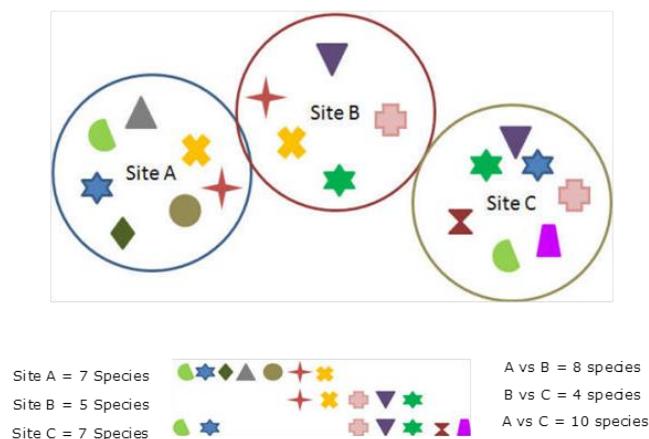 Site A
Site B
Site C
Site A = 7 Species
Site B = 5 Species
Site C = 7 Species
A vs B = 8 species
B vs C = 4 species
A vs C = 10 species